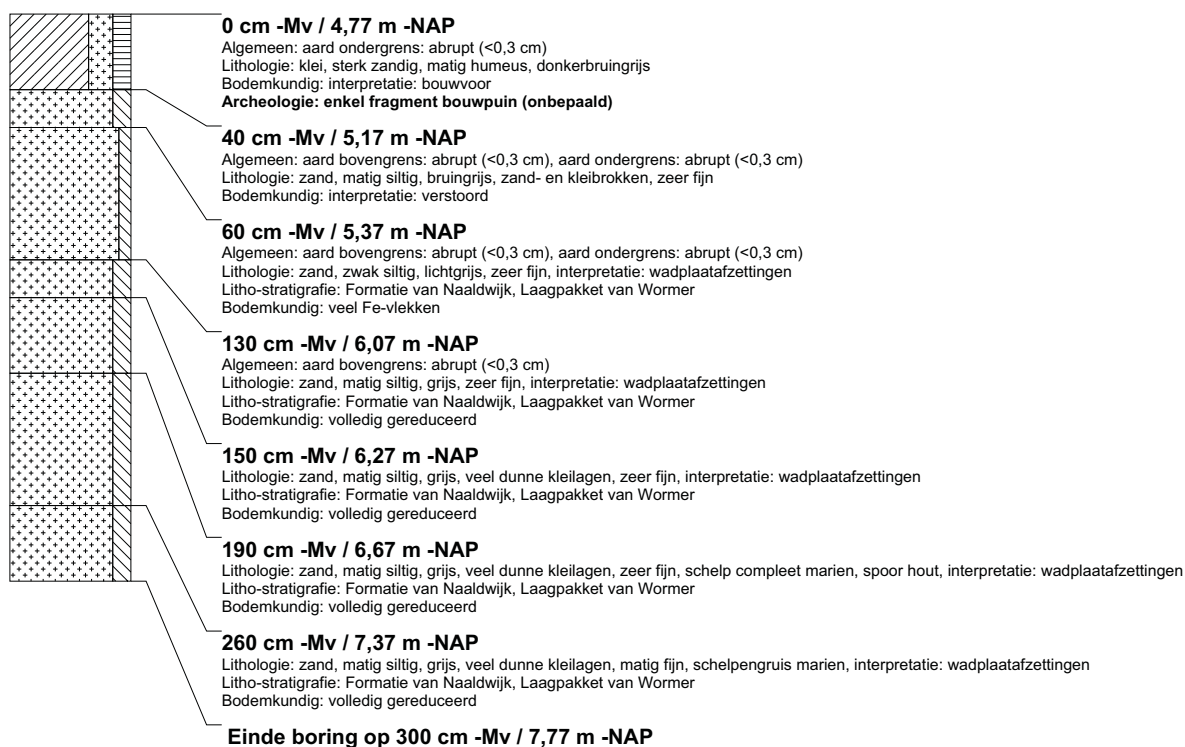 0 cm -Mv / 4,77 m -NAP
Algemeen: aard ondergrens: abrupt (<0,3 cm)
Lithologie: klei, sterk zandig, matig humeus, donkerbruingrijs
Bodemkundig: interpretatie: bouwvoor
Archeologie: enkel fragment bouwpuin (onbepaald)
40 cm -Mv / 5,17 m -NAP
Algemeen: aard bovengrens: abrupt (<0,3 cm), aard ondergrens: abrupt (<0,3 cm)
Lithologie: zand, matig siltig, bruingrijs, zand- en kleibrokken, zeer fijn
Bodemkundig: interpretatie: verstoord
60 cm -Mv / 5,37 m -NAP
Algemeen: aard bovengrens: abrupt (<0,3 cm), aard ondergrens: abrupt (<0,3 cm)
Lithologie: zand, zwak siltig, lichtgrijs, zeer fijn, interpretatie: wadplaatafzettingen
Litho-stratigrafie: Formatie van Naaldwijk, Laagpakket van Wormer
Bodemkundig: veel Fe-vlekken
130 cm -Mv / 6,07 m -NAP
Algemeen: aard bovengrens: abrupt (<0,3 cm)
Lithologie: zand, matig siltig, grijs, zeer fijn, interpretatie: wadplaatafzettingen
Litho-stratigrafie: Formatie van Naaldwijk, Laagpakket van Wormer
Bodemkundig: volledig gereduceerd
150 cm -Mv / 6,27 m -NAP
Lithologie: zand, matig siltig, grijs, veel dunne kleilagen, zeer fijn, interpretatie: wadplaatafzettingen
Litho-stratigrafie: Formatie van Naaldwijk, Laagpakket van Wormer
Bodemkundig: volledig gereduceerd
190 cm -Mv / 6,67 m -NAP
Lithologie: zand, matig siltig, grijs, veel dunne kleilagen, zeer fijn, schelp compleet marien, spoor hout, interpretatie: wadplaatafzettingen
Litho-stratigrafie: Formatie van Naaldwijk, Laagpakket van Wormer
Bodemkundig: volledig gereduceerd
260 cm -Mv / 7,37 m -NAP
Lithologie: zand, matig siltig, grijs, veel dunne kleilagen, matig fijn, schelpengruis marien, interpretatie: wadplaatafzettingen
Litho-stratigrafie: Formatie van Naaldwijk, Laagpakket van Wormer
Bodemkundig: volledig gereduceerd
Einde boring op 300 cm -Mv / 7,77 m -NAP